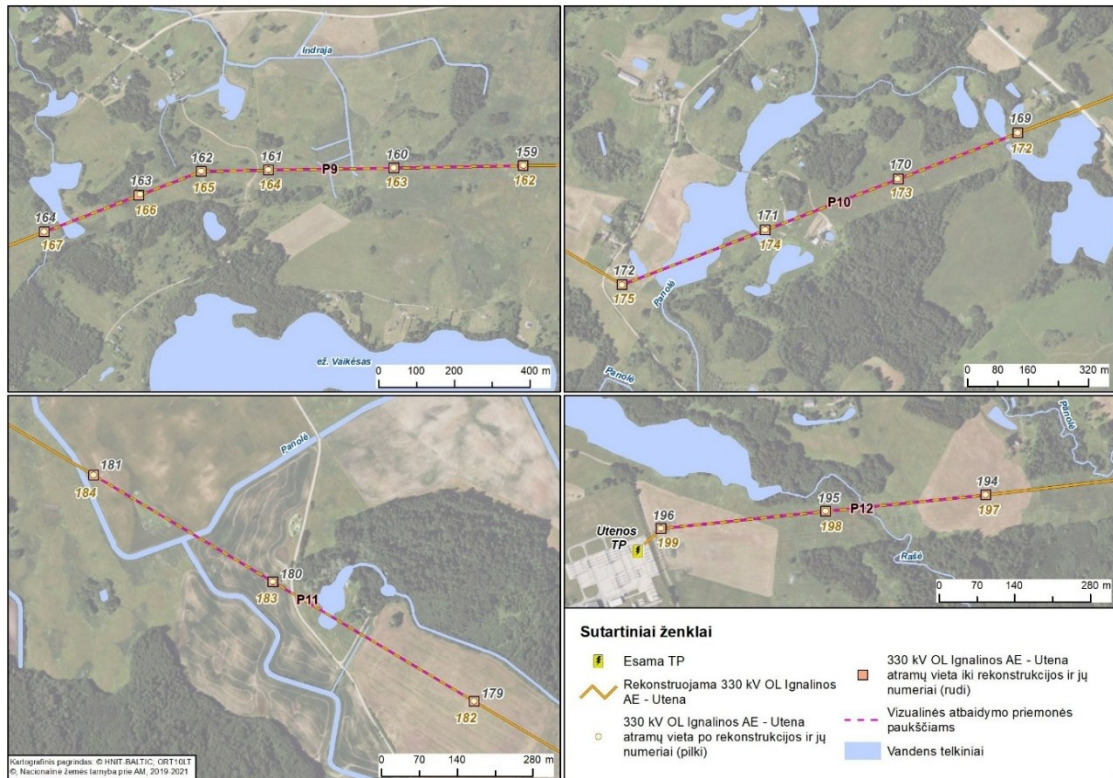 Indraja
162
161
P9
160
159
163
165
164
163
162
164
166
167
ež. Vaikėsas
0 100 200 400 m
169
172
170
173
171
P10
174
172
175
Panolė
Panolė
0 80 160 320 m
Panolė
181
184
180
183
P11
179
182
0 70 140 280 m
Kartografinis pagrindas: © HNIT-BALTIC, ORT10LT
©, Nacionalinė žemės tarnyba prie AM, 2019-2021
Pėnolė
194
195
P12
197
196
198
Utenos
TP
199
Rašė
0 70 140 280 m
Sutartiniai ženklai
Esama TP
Rekonstruojama 330 kV OL Ignalinos
AE - Utena
330 kV OL Ignalinos AE - Utena
atramų vieta po rekonstrukcijos ir jų
numeriai (pilki)
330 kV OL Ignalinos AE - Utena
atramų vieta iki rekonstrukcijos ir jų
numeriai (rudi)
Vizualinės atbaidymo priemonės
paukščiams
Vandens telkiniai